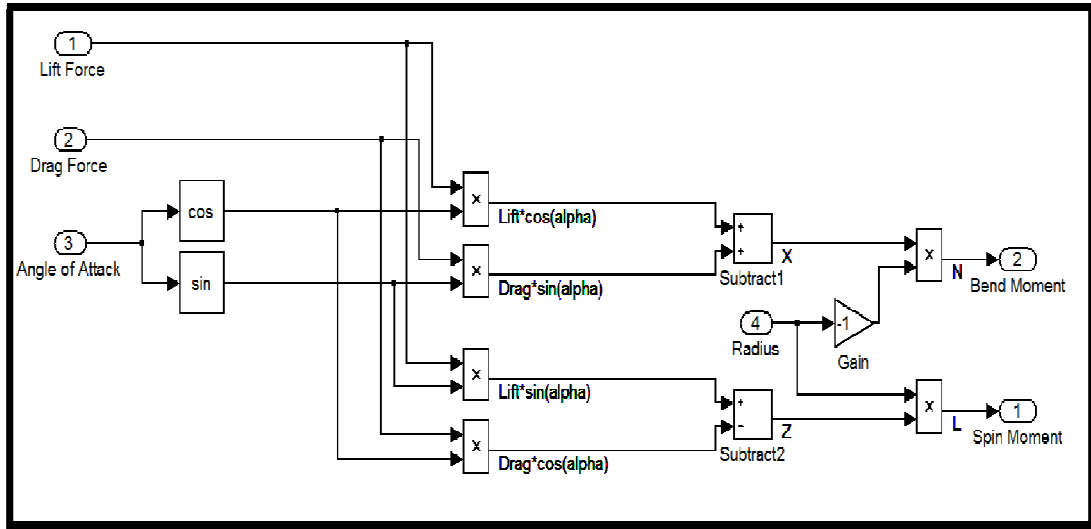 1
Lift Force
2
Drag Force
3
Angle of Attack
cos
sin
x
Lift*cos(alpha)
x
Drag*sin(alpha)
x
Lift*sin(alpha)
x
Drag*cos(alpha)
+
+
X
Subtract1
4
Radius
-1
Gain
+
-
Z
Subtract2
x
N
2
Bend Moment
x
L
1
Spin Moment